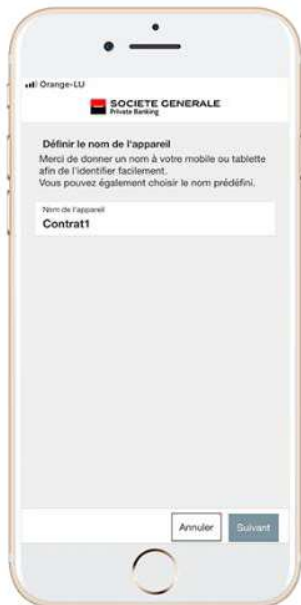 Orange-LU
SOCIETE GENERALE
Private Banking
Définir le nom de l'appareil
Merci de donner un nom à votre mobile ou tablette
afin de l'identifier facilement.
Vous pouvez également choisir le nom prédéfini.
Nom de l'appareil
Contrat1
Annuler Suivant